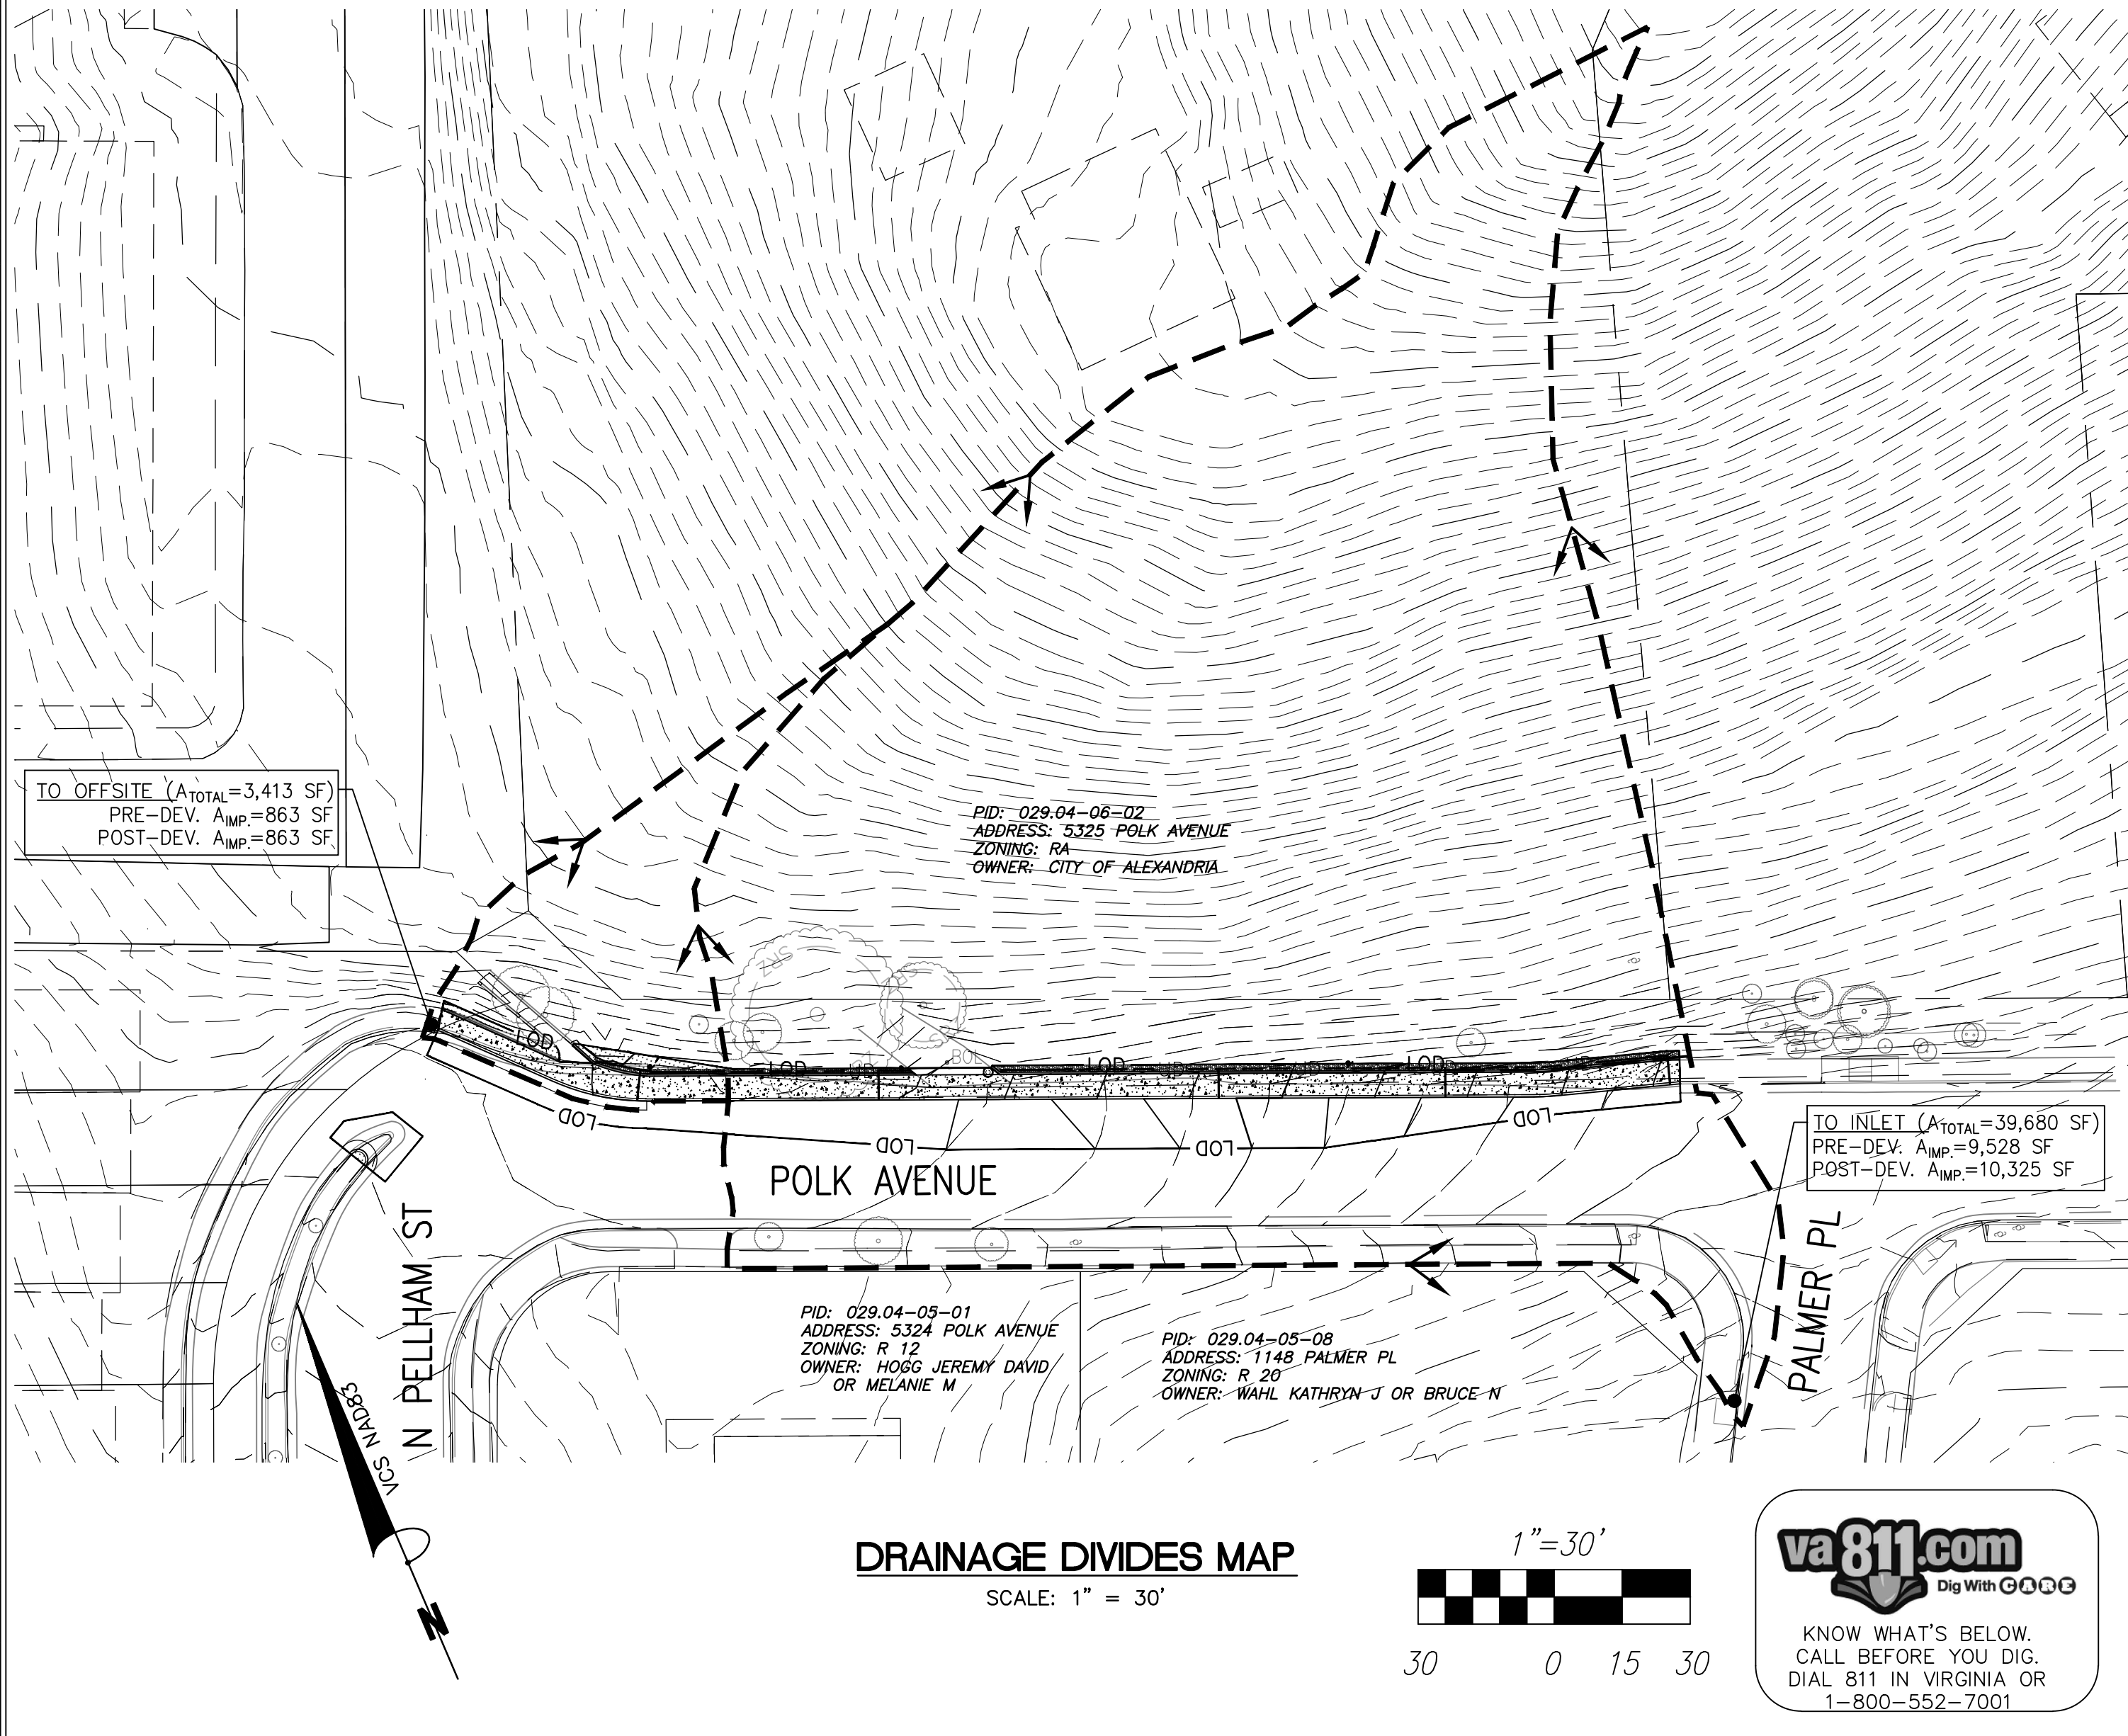 TO OFFSITE (ATOTAL=3,413 SF)
PRE-DEV. AIMP.=863 SF
POST-DEV. AIMP.=863 SF
PID: 029.04-06-02
ADDRESS: 5325 POLK AVENUE
ZONING: RA
OWNER: CITY OF ALEXANDRIA
SRZ
LOD
LOD
LOD
LOD
BOL
LOD
LOD
LOD
LOD
TO INLET (ATOTAL=39,680 SF)
PRE-DEV. AIMP.=9,528 SF
POST-DEV. AIMP.=10,325 SF
POLK AVENUE
N PELLHAM ST
PALMER PL
PID: 029.04-05-01
ADDRESS: 5324 POLK AVENUE
ZONING: R 12
OWNER: HOGG JEREMY DAVID
OR MELANIE M
PID: 029.04-05-08
ADDRESS: 1148 PALMER PL
ZONING: R 20
OWNER: WAHL KATHRYN J OR BRUCE N
VCS NAD83
N
DRAINAGE DIVIDES MAP
SCALE: 1" = 30'
1"=30'
30 0 15 30
va811.com
Dig With CARE
KNOW WHAT'S BELOW.
CALL BEFORE YOU DIG.
DIAL 811 IN VIRGINIA OR
1-800-552-7001